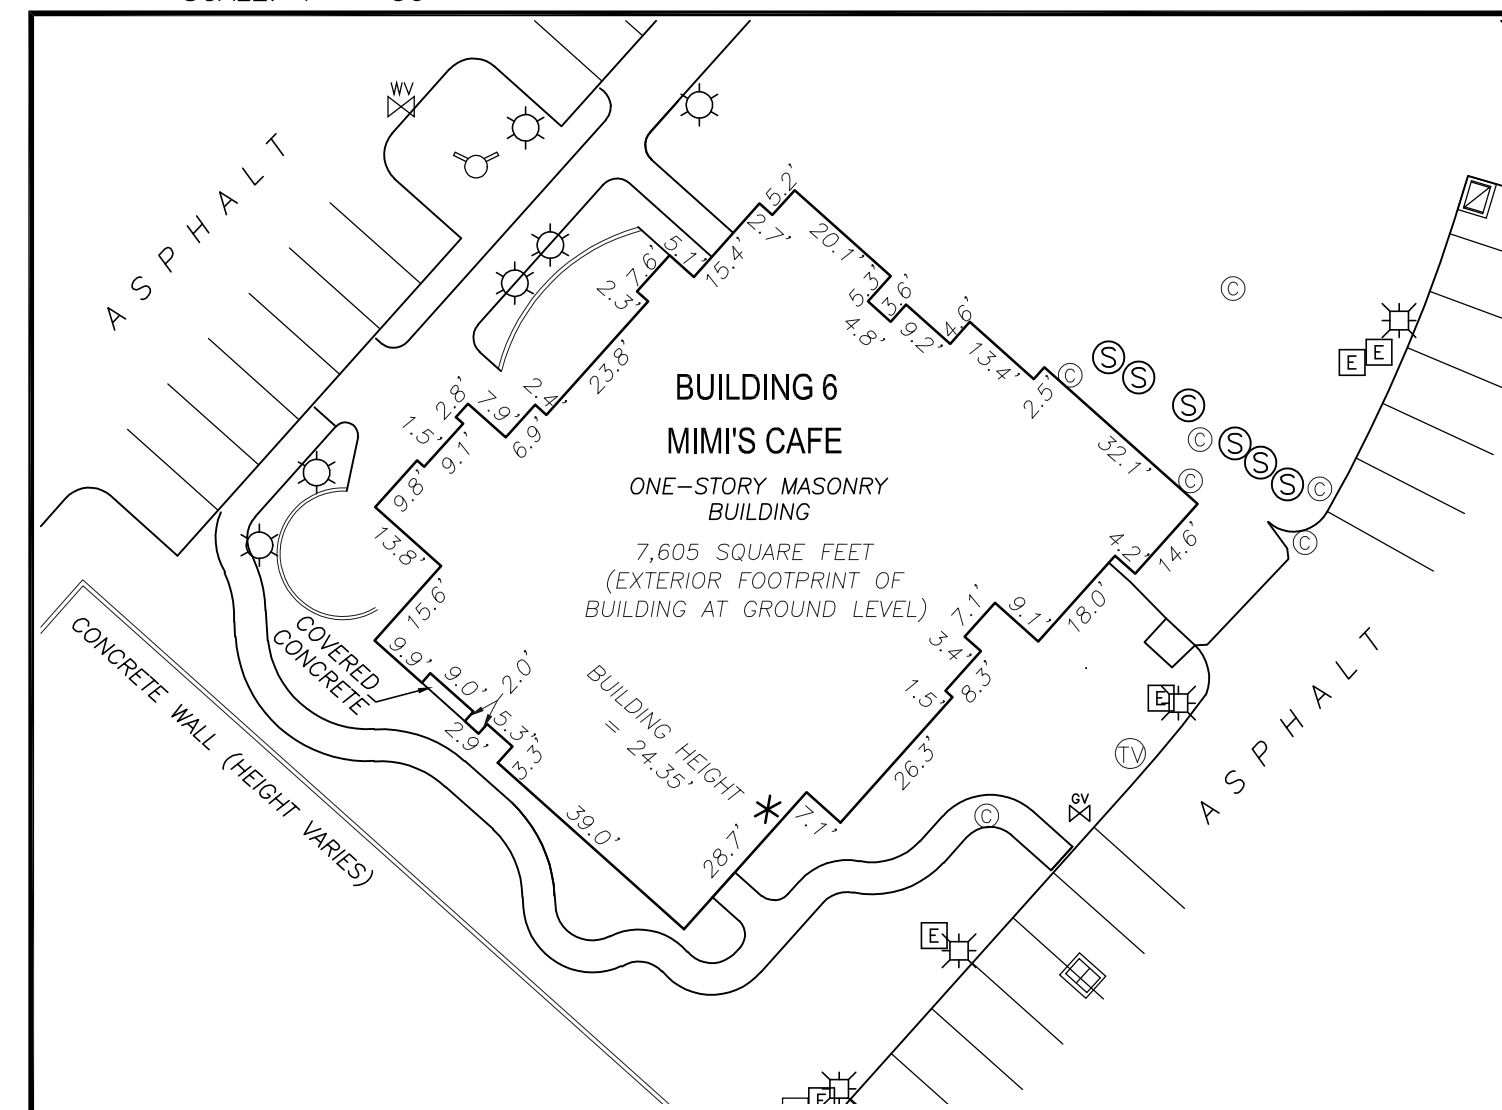 WV
ASPHALT
5.2'
2.7'
20.1'
15.4'
5.1'
7.6'
2.3'
5.3'
3.6'
4.8'
9.2'
4.6'
13.4'
2.5'
23.8'
2.4'
6.9'
7.9'
2.8'
1.5'
9.1'
9.8'
13.8'
15.6'
BUILDING 6
MIMI'S CAFE
ONE-STORY MASONRY
BUILDING
7,605 SQUARE FEET
(EXTERIOR FOOTPRINT OF
BUILDING AT GROUND LEVEL)
32.1'
14.6'
4.2'
18.0'
9.1'
7.1'
3.4'
8.3'
1.5'
26.3'
7.1'
28.7'
39.0'
3.3'
5.3'
2.0'
2.9'
9.0'
9.9'
COVERED
CONCRETE
CONCRETE WALL (HEIGHT VARIES)
BUILDING HEIGHT
= 24.35'
C
S
S
S
C
S
S
S
C
C
C
C
E
E
E
TV
GV
C
E
E
ASPHALT